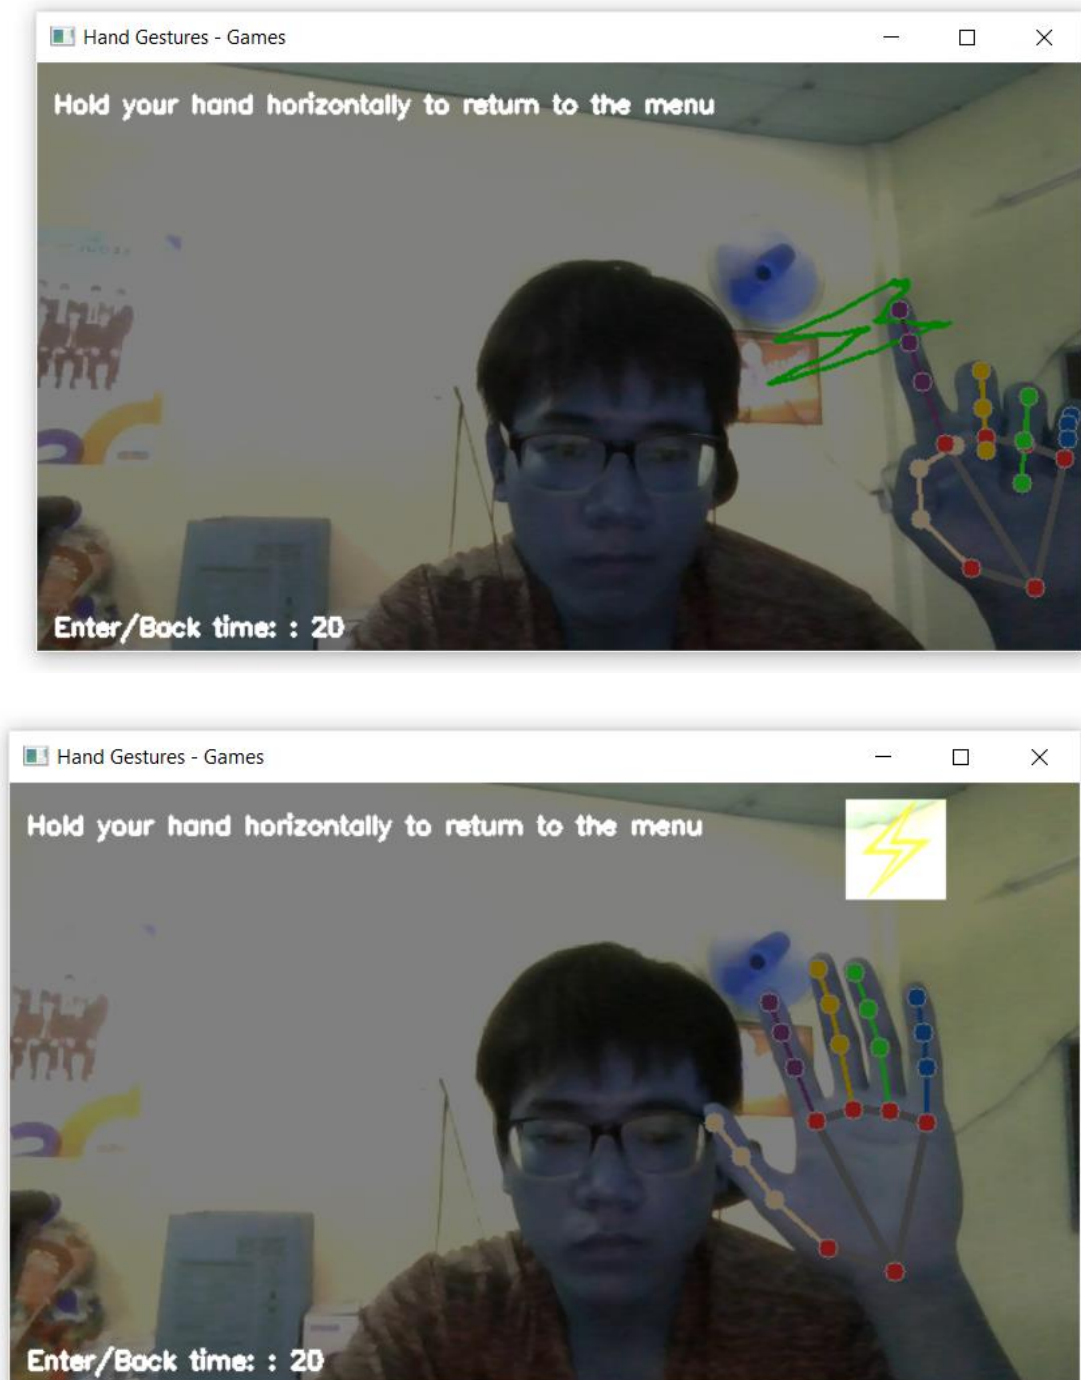 Hand Gestures - Games
Hold your hand horizontally to return to the menu
Enter/Back time: : 20
Hand Gestures - Games
Hold your hand horizontally to return to the menu
Enter/Back time: : 20